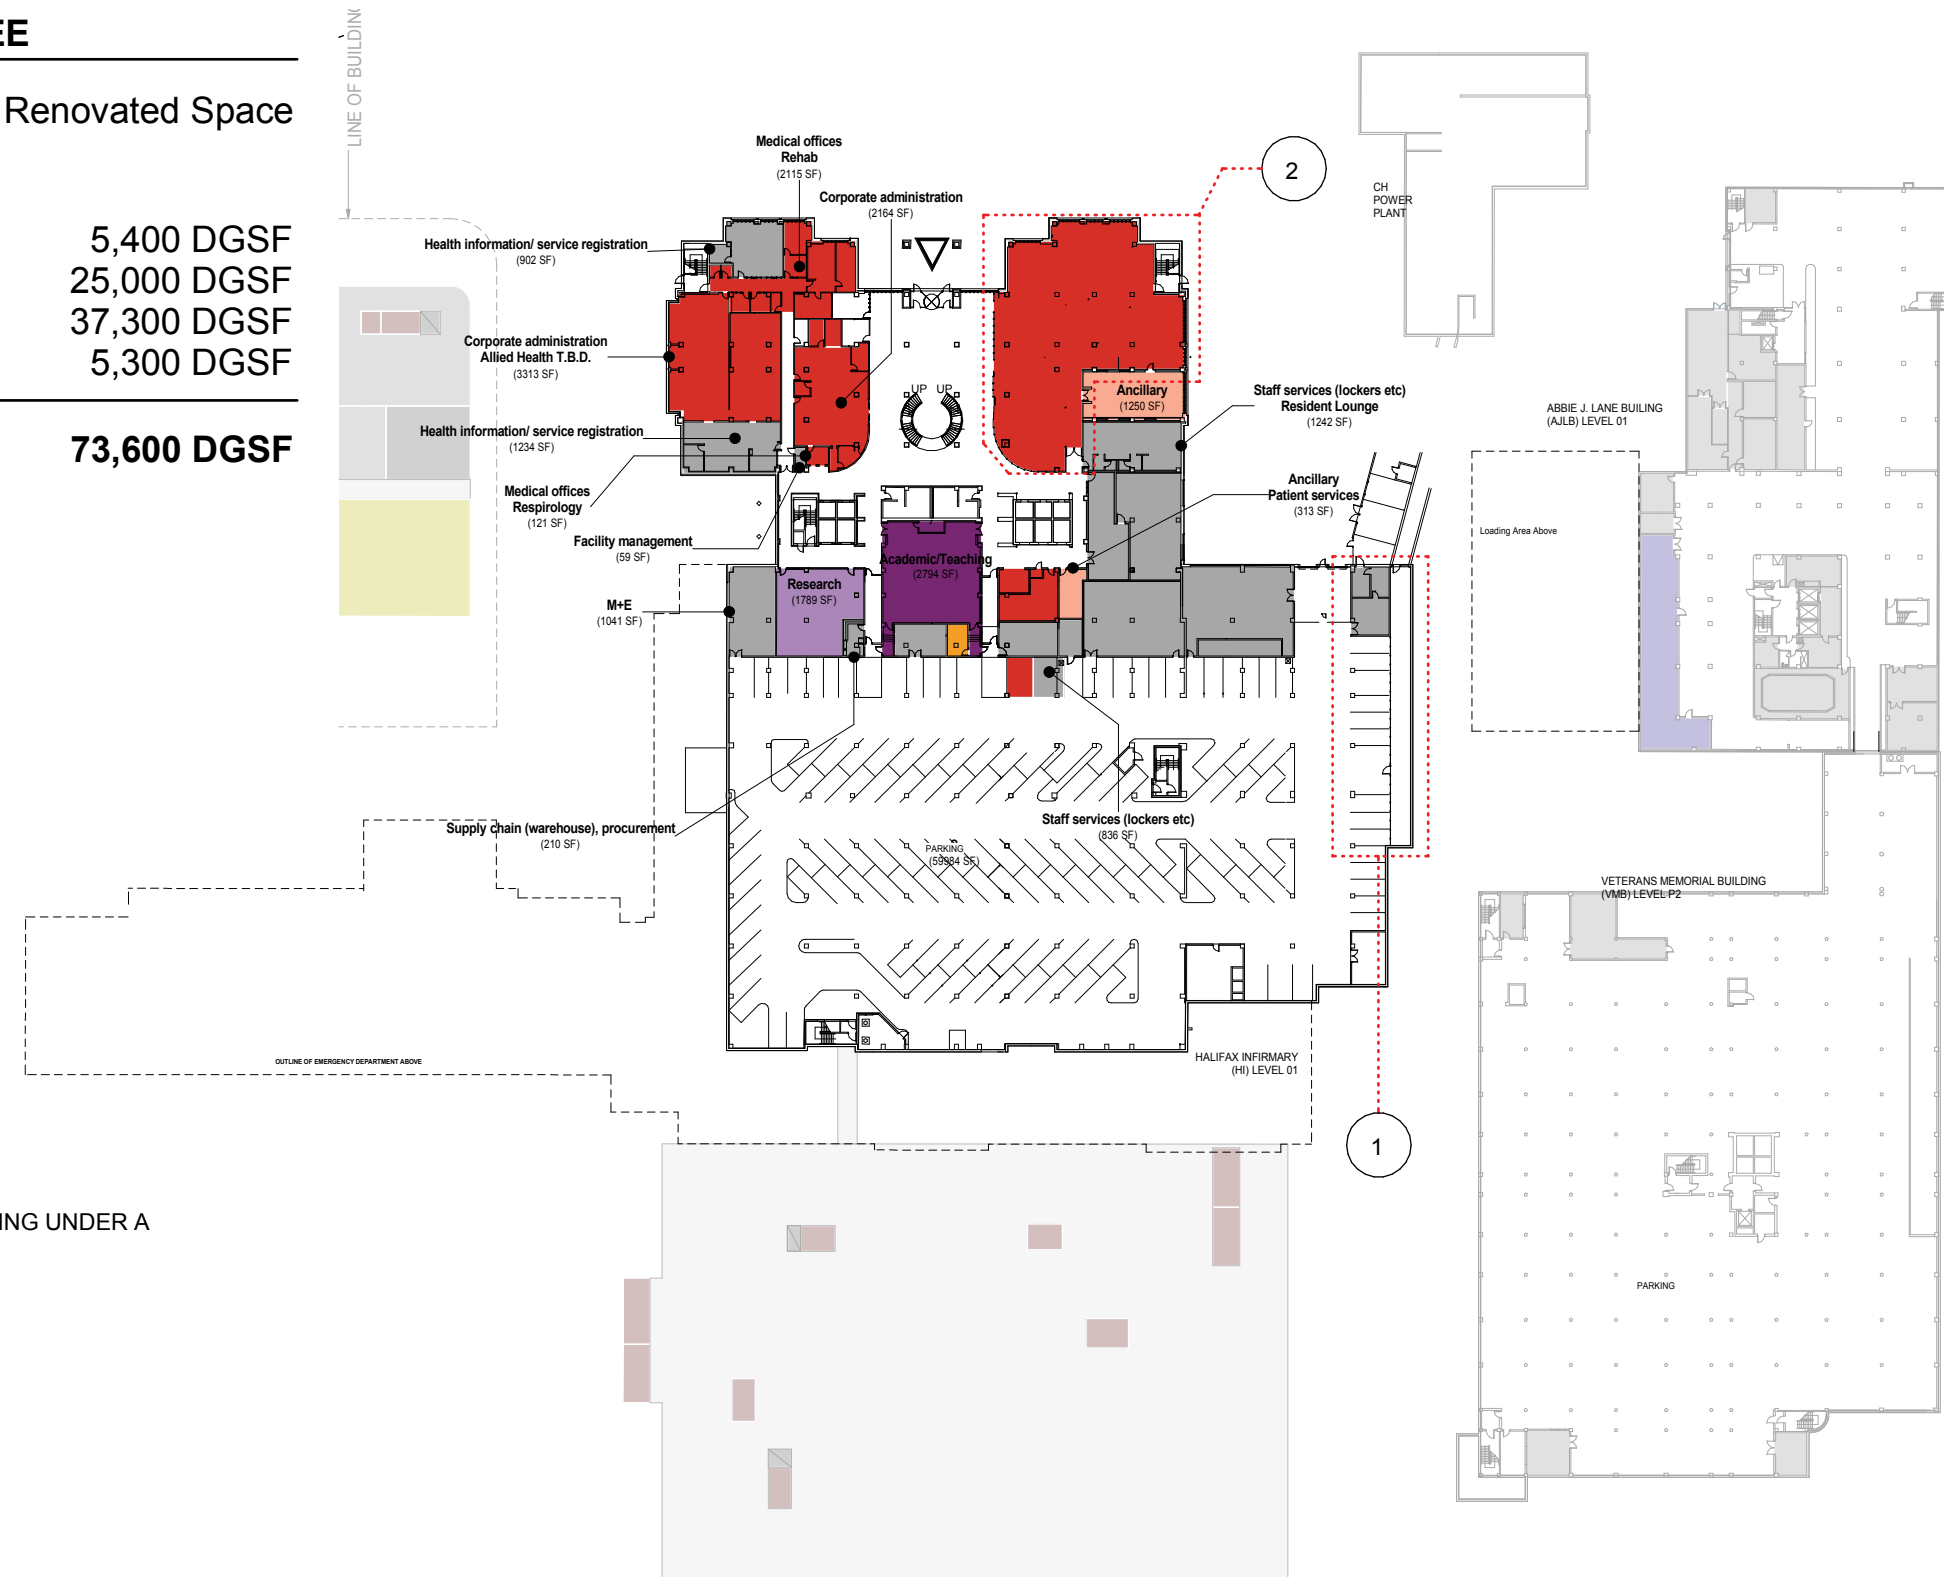 EE
Renovated Space
5,400 DGSF
25,000 DGSF
37,300 DGSF
5,300 DGSF
73,600 DGSF
NG UNDER A
LINE OF BUILDING
Medical offices
Rehab
(2115 SF)
Corporate administration
(2164 SF)
Health information/ service registration
(902 SF)
Corporate administration
Allied Health T.B.D.
(3313 SF)
Health information/ service registration
(1234 SF)
Medical offices
Respirology
(121 SF)
Facility management
(59 SF)
M+E
(1041 SF)
Research
(1789 SF)
Academic/Teaching
(2794 SF)
UP UP
2
Ancillary
(1250 SF)
Staff services (lockers etc)
Resident Lounge
(1242 SF)
Ancillary
Patient services
(313 SF)
Supply chain (warehouse), procurement
(210 SF)
Staff services (lockers etc)
(836 SF)
PARKING
(59984 SF)
OUTLINE OF EMERGENCY DEPARTMENT ABOVE
HALIFAX INFIRMARY
(HI) LEVEL 01
1
CH
POWER
PLANT
ABBIE J. LANE BUILING
(AJLB) LEVEL 01
Loading Area Above
VETERANS MEMORIAL BUILDING
(VMB) LEVEL P2
PARKING